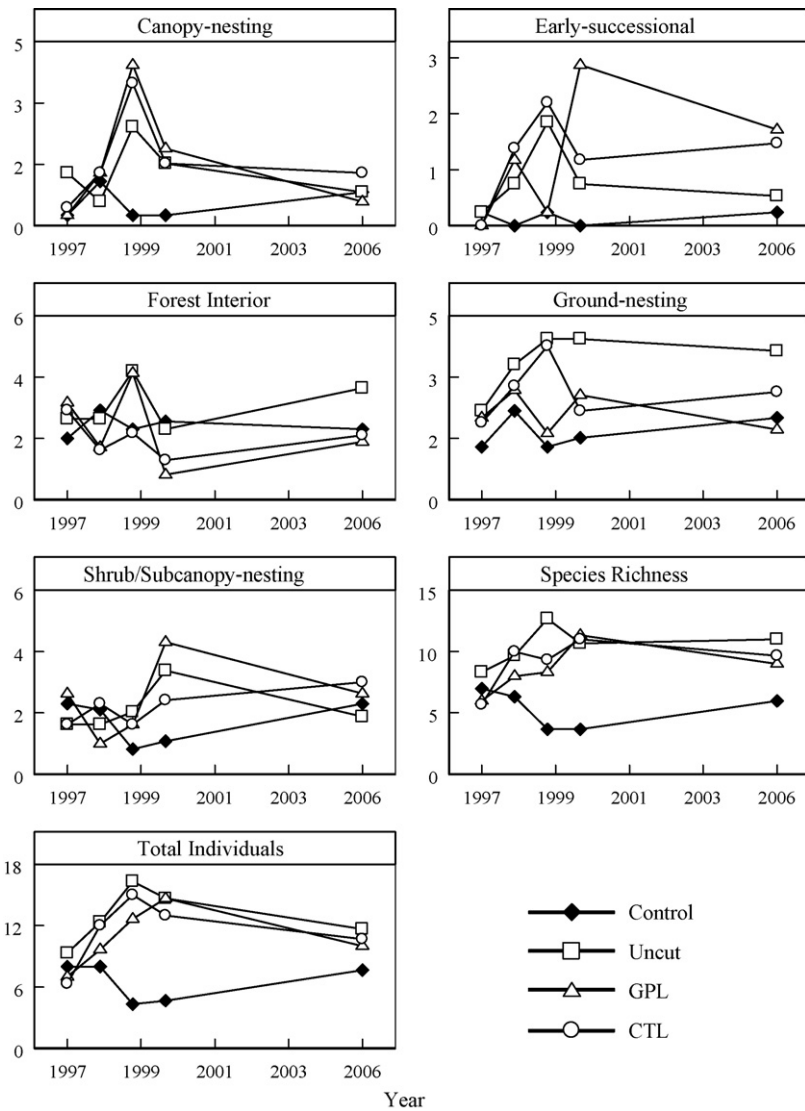 Canopy-nesting
5
3
2
0
1997 1999 2001 2003 2006
Early-successional
3
2
1
0
1997 1999 2001 2003 2006
Forest Interior
6
4
2
0
1997 1999 2001 2003 2006
Ground-nesting
5
3
2
0
1997 1999 2001 2003 2006
Shrub/Subcanopy-nesting
6
4
2
0
1997 1999 2001 2003 2006
Species Richness
15
10
5
0
1997 1999 2001 2003 2006
Total Individuals
18
12
6
0
1997 1999 2001 2003 2006
Control
Uncut
GPL
CTL
Year